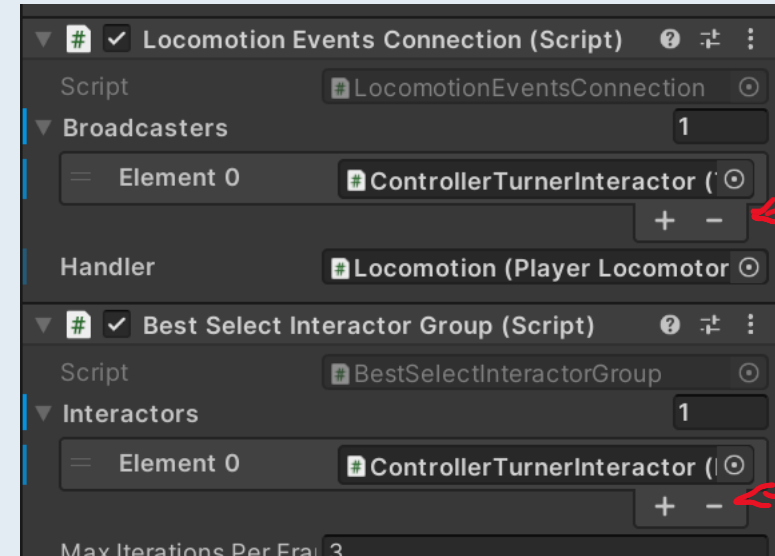 Locomotion Events Connection (Script)
Script LocomotionEventsConnection
Broadcasters 1
Element 0 ControllerTurnerInteractor (
Handler Locomotion (Player Locomotor
Best Select Interactor Group (Script)
Script BestSelectInteractorGroup
Interactors 1
Element 0 ControllerTurnerInteractor (
Max Iterations Per Fra 3